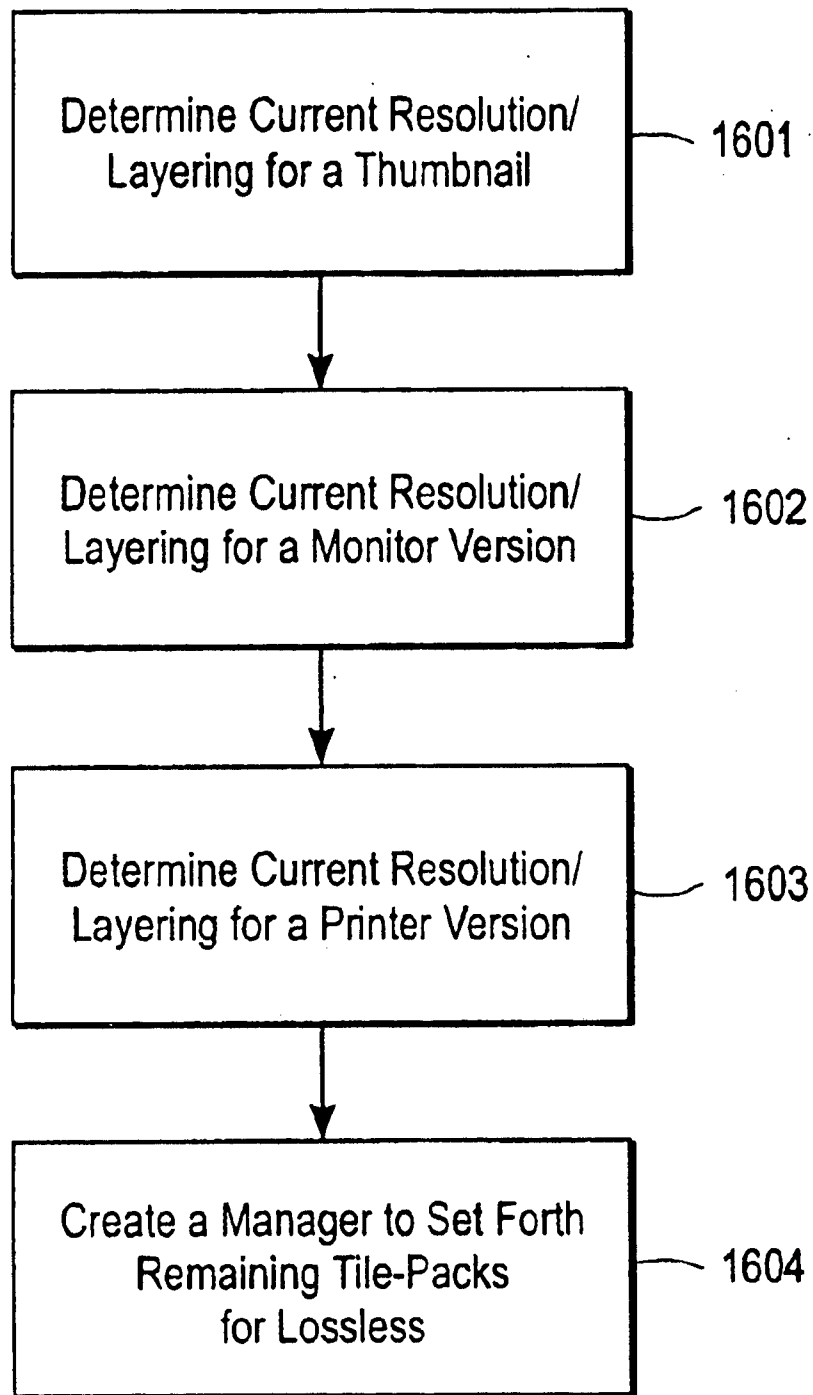 Determine Current Resolution/
Layering for a Thumbnail
1601
Determine Current Resolution/
Layering for a Monitor Version
1602
Determine Current Resolution/
Layering for a Printer Version
1603
Create a Manager to Set Forth
Remaining Tile-Packs
for Lossless
1604